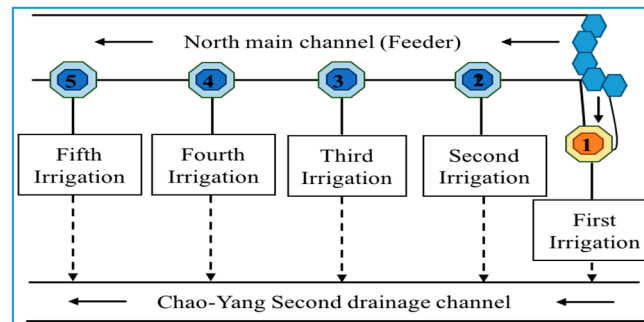 North main channel (Feeder)
5
4
3
2
1
Fifth
Irrigation
Fourth
Irrigation
Third
Irrigation
Second
Irrigation
First
Irrigation
Chao-Yang Second drainage channel